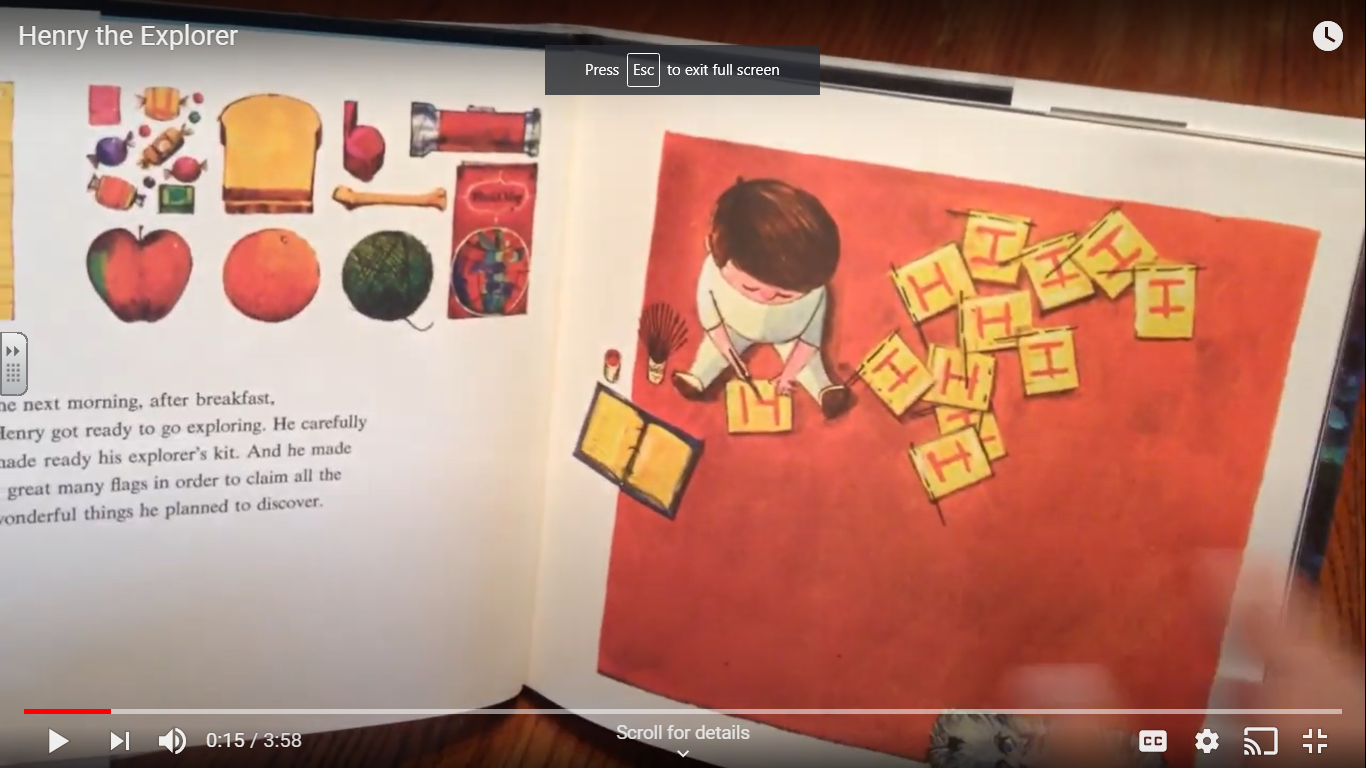 Henry the Explorer
Press Esc to exit full screen
next morning, after breakfast,
Henry got ready to go exploring. He carefully
made ready his explorer's kit. And he made
great many flags in order to claim all the
wonderful things he planned to discover.
H
H
H
H
H
H
H
H
H
H
H
0:15 / 3:58
Scroll for details
CC